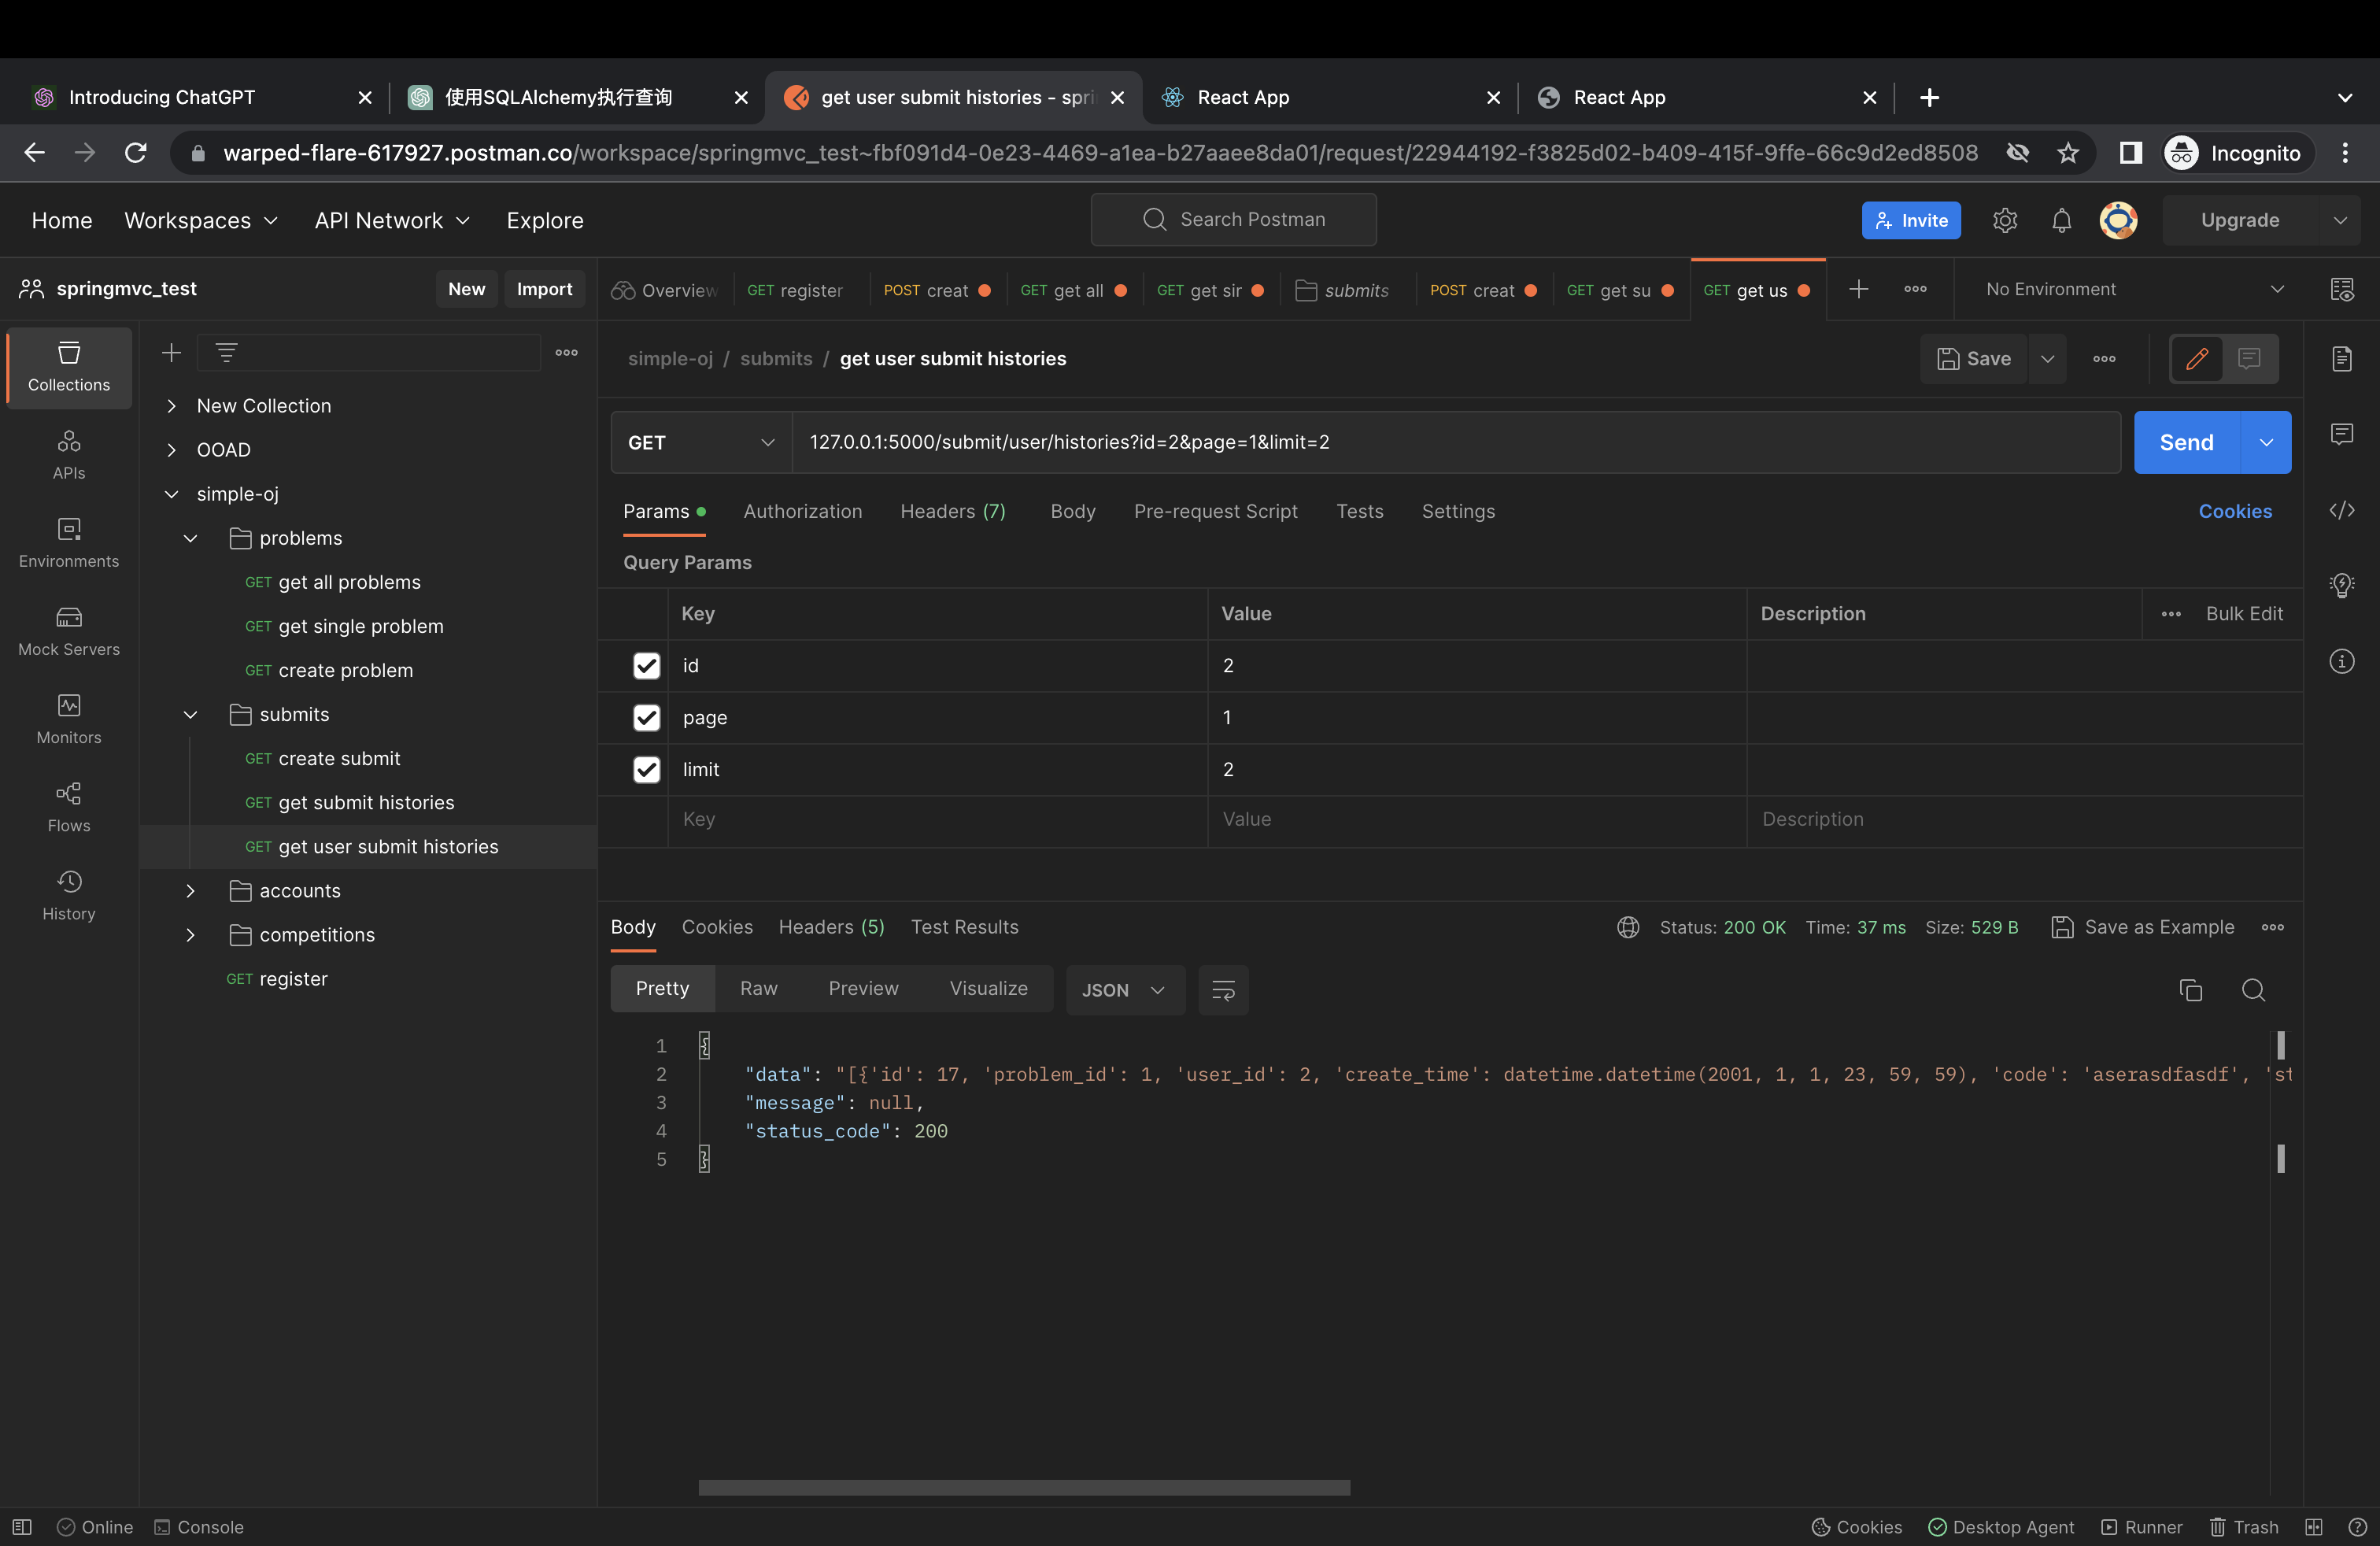 Introducing ChatGPT
使用SQLAlchemy执行查询
get user submit histories - spri
React App
React App
warped-flare-617927.postman.co/workspace/springmvc_test~fbf091d4-0e23-4469-a1ea-b27aaee8da01/request/22944192-f3825d02-b409-415f-9ffe-66c9d2ed8508
Incognito
Home
Workspaces
API Network
Explore
Search Postman
Invite
Upgrade
springmvc_test
New
Import
Overview
GET register
POST creat
GET get all
GET get sir
submits
POST creat
GET get su
GET get us
No Environment
Collections
APIs
Environments
Mock Servers
Monitors
Flows
History
New Collection
OOAD
simple-oj
problems
GET get all problems
GET get single problem
GET create problem
submits
GET create submit
GET get submit histories
GET get user submit histories
accounts
competitions
GET register
simple-oj / submits / get user submit histories
Save
GET
127.0.0.1:5000/submit/user/histories?id=2&page=1&limit=2
Send
Params
Authorization
Headers (7)
Body
Pre-request Script
Tests
Settings
Cookies
Query Params
Key Value Description Bulk Edit
id 2
page 1
limit 2
Key Value Description
Body
Cookies
Headers (5)
Test Results
Status: 200 OK Time: 37 ms Size: 529 B
Save as Example
Pretty
Raw
Preview
Visualize
JSON
1 {
2 "data": "[{'id': 17, 'problem_id': 1, 'user_id': 2, 'create_time': datetime.datetime(2001, 1, 1, 23, 59, 59), 'code': 'aserasdfasdf', 'st
3 "message": null,
4 "status_code": 200
5 }
Online
Console
Cookies
Desktop Agent
Runner
Trash